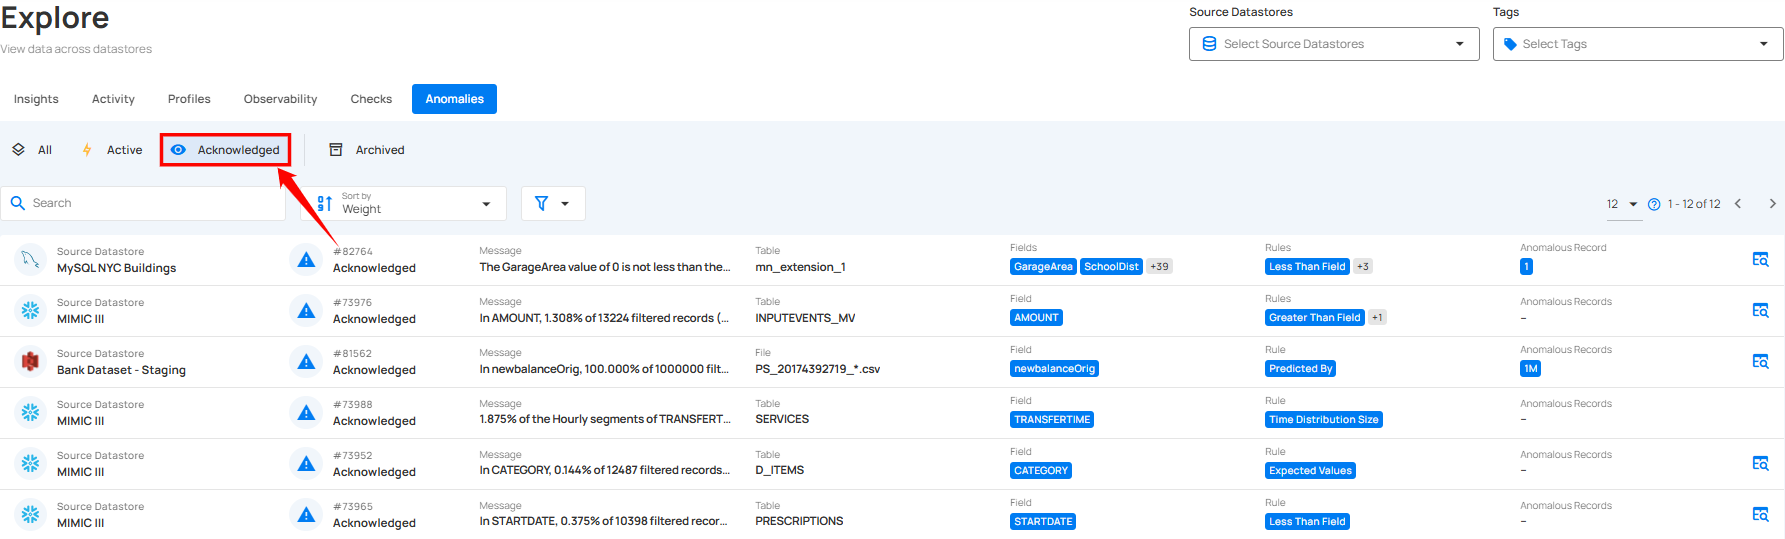 Explore
View data across datastores
Source Datastores
Select Source Datastores
Tags
Select Tags
Insights Activity Profiles Observability Checks Anomalies
All Active Acknowledged Archived
Search
Sort by
Weight
12 1 - 12 of 12
Source Datastore #82764 Message Table Fields Rules Anomalous Record
MySQL NYC Buildings Acknowledged The GarageArea value of 0 is not less than the... mn_extension_1 GarageArea SchoolDist +39 Less Than Field +3 1
Source Datastore #73976 Message Table Field Rules Anomalous Records
MIMIC III Acknowledged In AMOUNT, 1.308% of 13224 filtered records (... INPUTEVENTS_MV AMOUNT Greater Than Field +1 –
Source Datastore #81562 Message File Field Rule Anomalous Records
Bank Dataset - Staging Acknowledged In newbalanceOrig, 100.000% of 1000000 filt... PS_20174392719_*.csv newbalanceOrig Predicted By 1M
Source Datastore #73988 Message Table Field Rule Anomalous Records
MIMIC III Acknowledged 1.875% of the Hourly segments of TRANSFERT... SERVICES TRANSFERTIME Time Distribution Size –
Source Datastore #73952 Message Table Field Rule Anomalous Records
MIMIC III Acknowledged In CATEGORY, 0.144% of 12487 filtered records... D_ITEMS CATEGORY Expected Values –
Source Datastore #73965 Message Table Field Rule Anomalous Records
MIMIC III Acknowledged In STARTDATE, 0.375% of 10398 filtered recor... PRESCRIPTIONS STARTDATE Less Than Field –